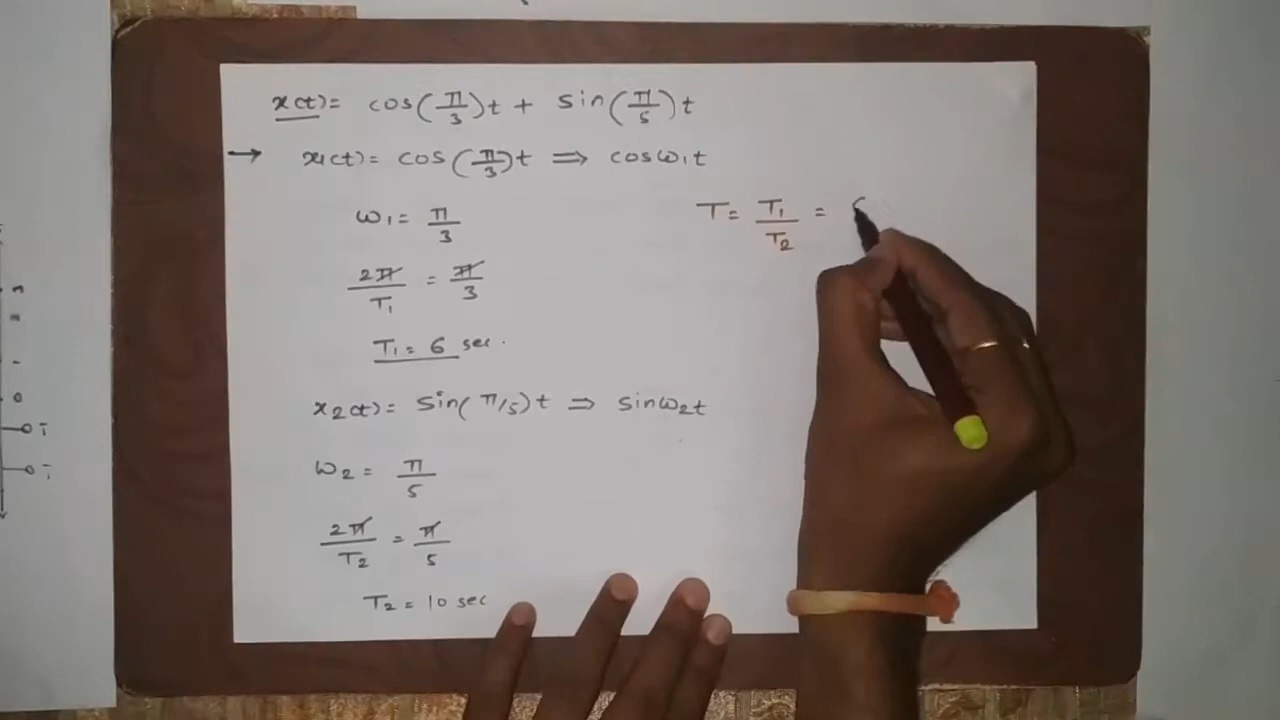 x(t) = cos(π/3)t + sin(π/5)t
→ x1(t) = cos(π/3)t ⟹ cosω1t
ω1 = π/3
T = T1/T2 =
2π/T1 = π/3
T1 = 6 sec.
x2(t) = sin(π/5)t ⟹ sinω2t
ω2 = π/5
2π/T2 = π/5
T2 = 10 sec